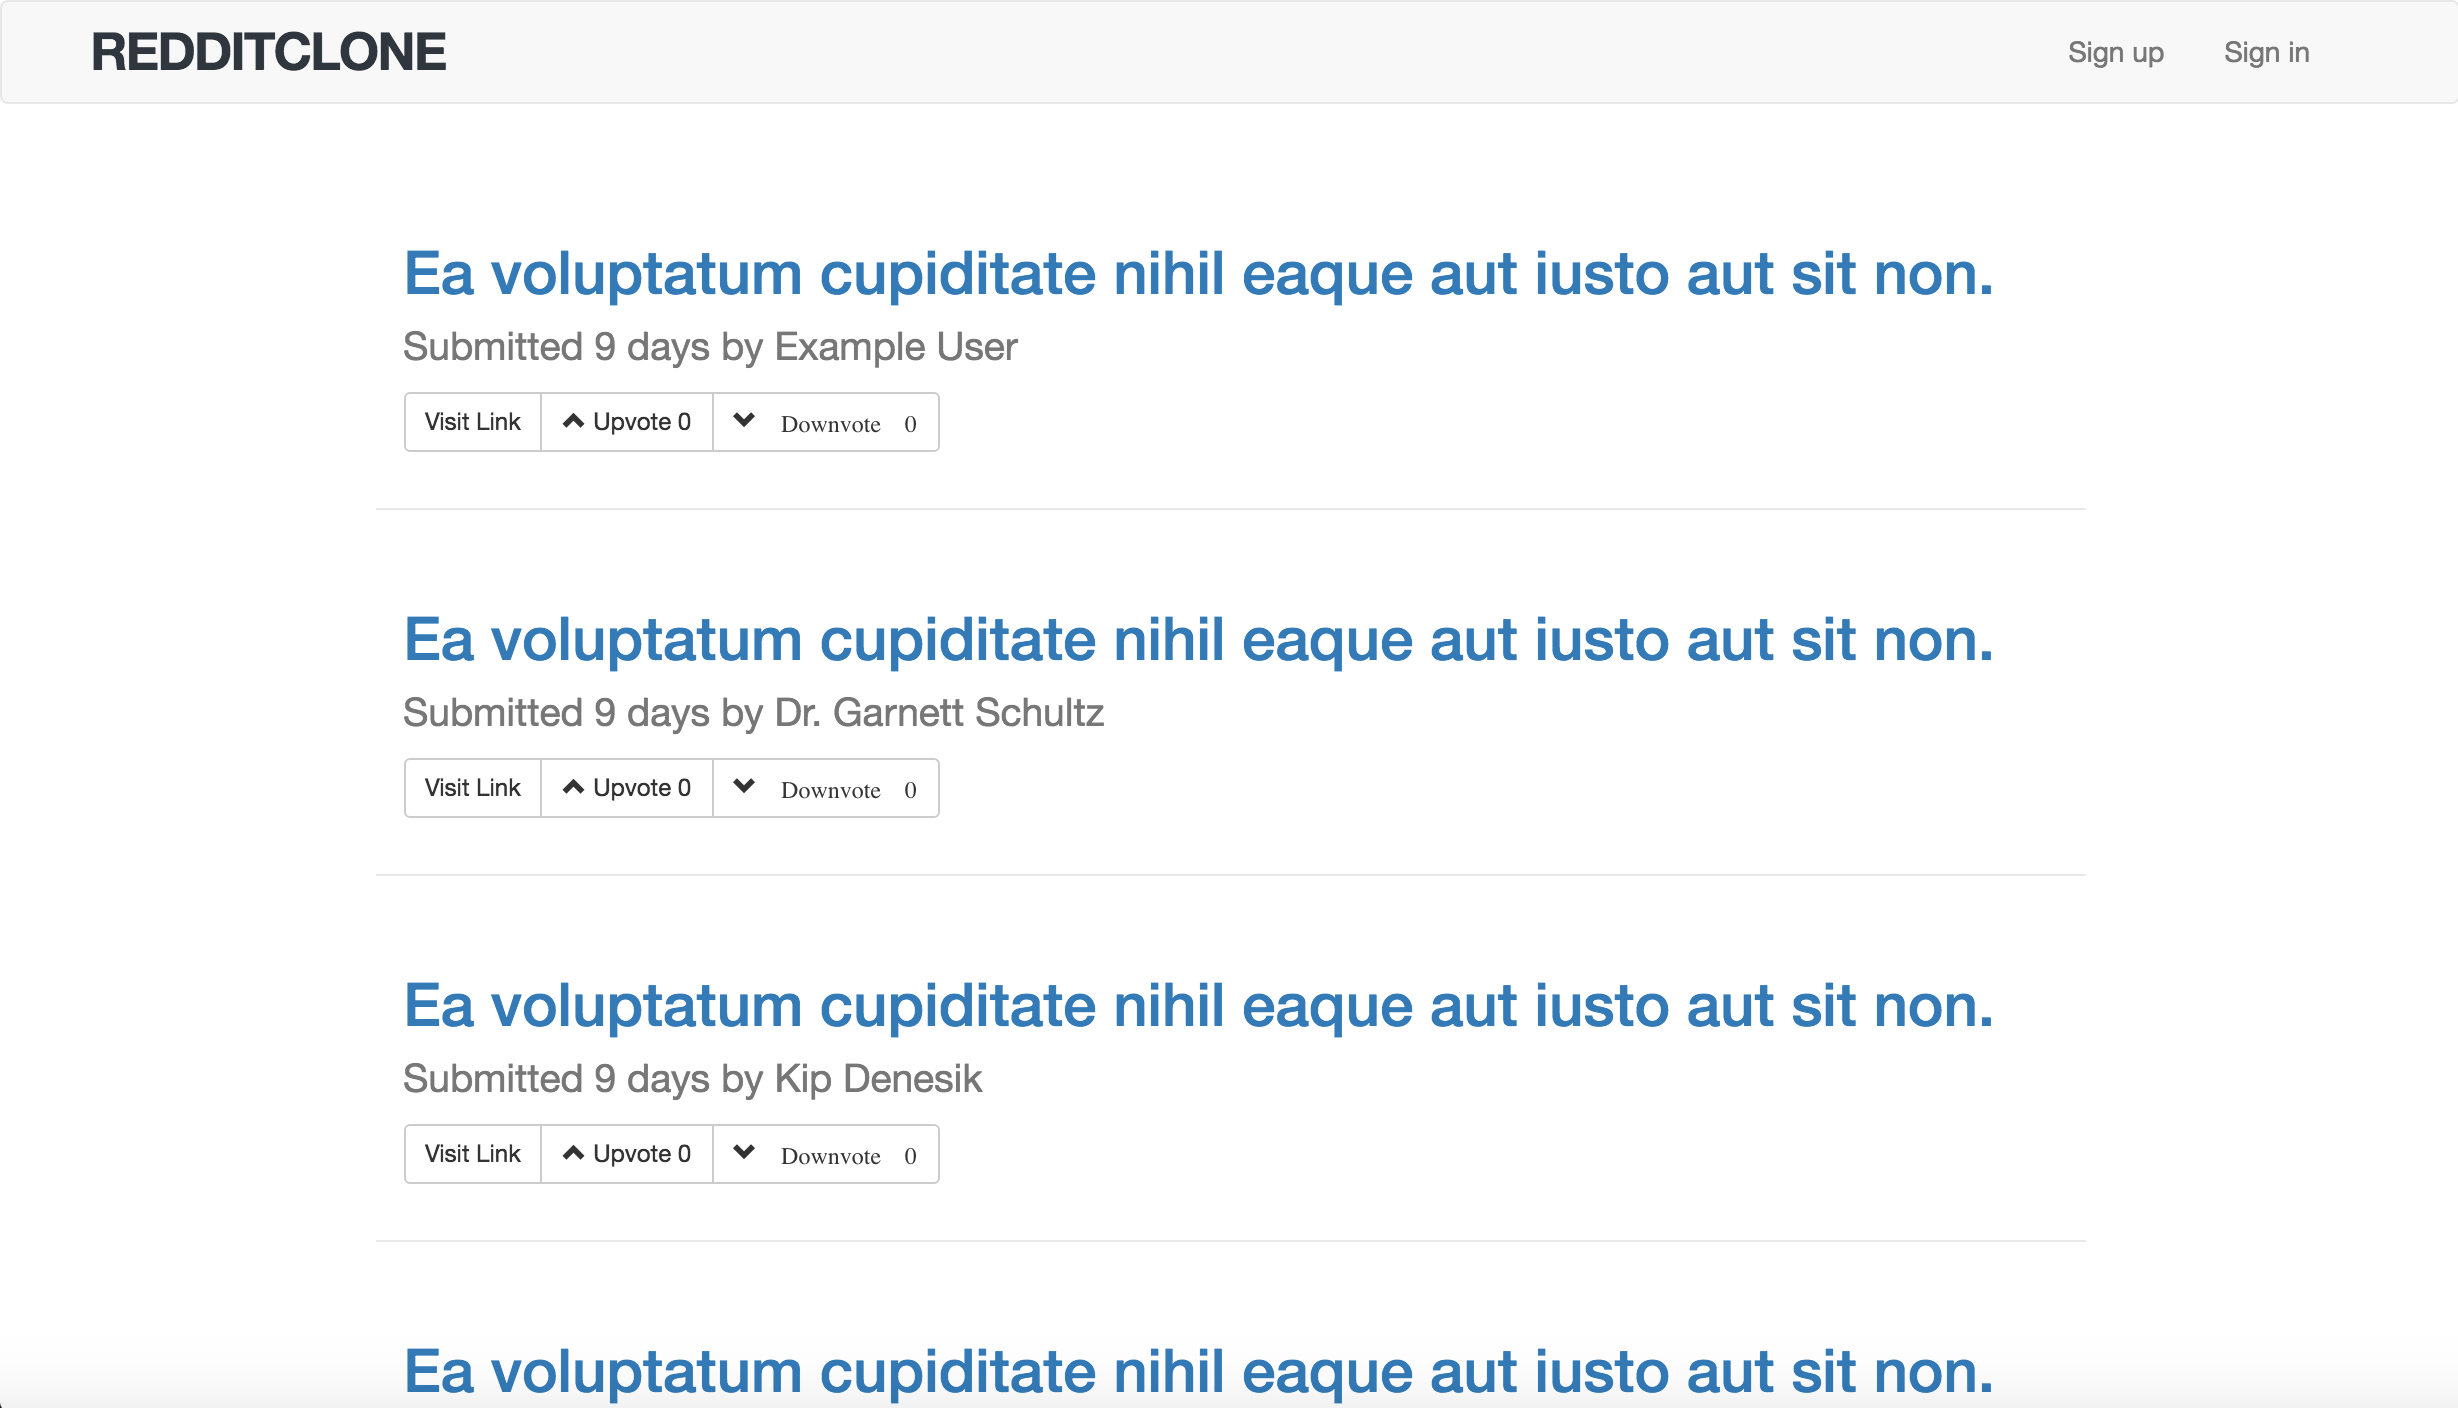 REDDITCLONE Sign up Sign in
Ea voluptatum cupiditate nihil eaque aut iusto aut sit non.
Submitted 9 days by Example User
Visit Link Upvote 0 Downvote 0
Ea voluptatum cupiditate nihil eaque aut iusto aut sit non.
Submitted 9 days by Dr. Garnett Schultz
Visit Link Upvote 0 Downvote 0
Ea voluptatum cupiditate nihil eaque aut iusto aut sit non.
Submitted 9 days by Kip Denesik
Visit Link Upvote 0 Downvote 0
Ea voluptatum cupiditate nihil eaque aut iusto aut sit non.